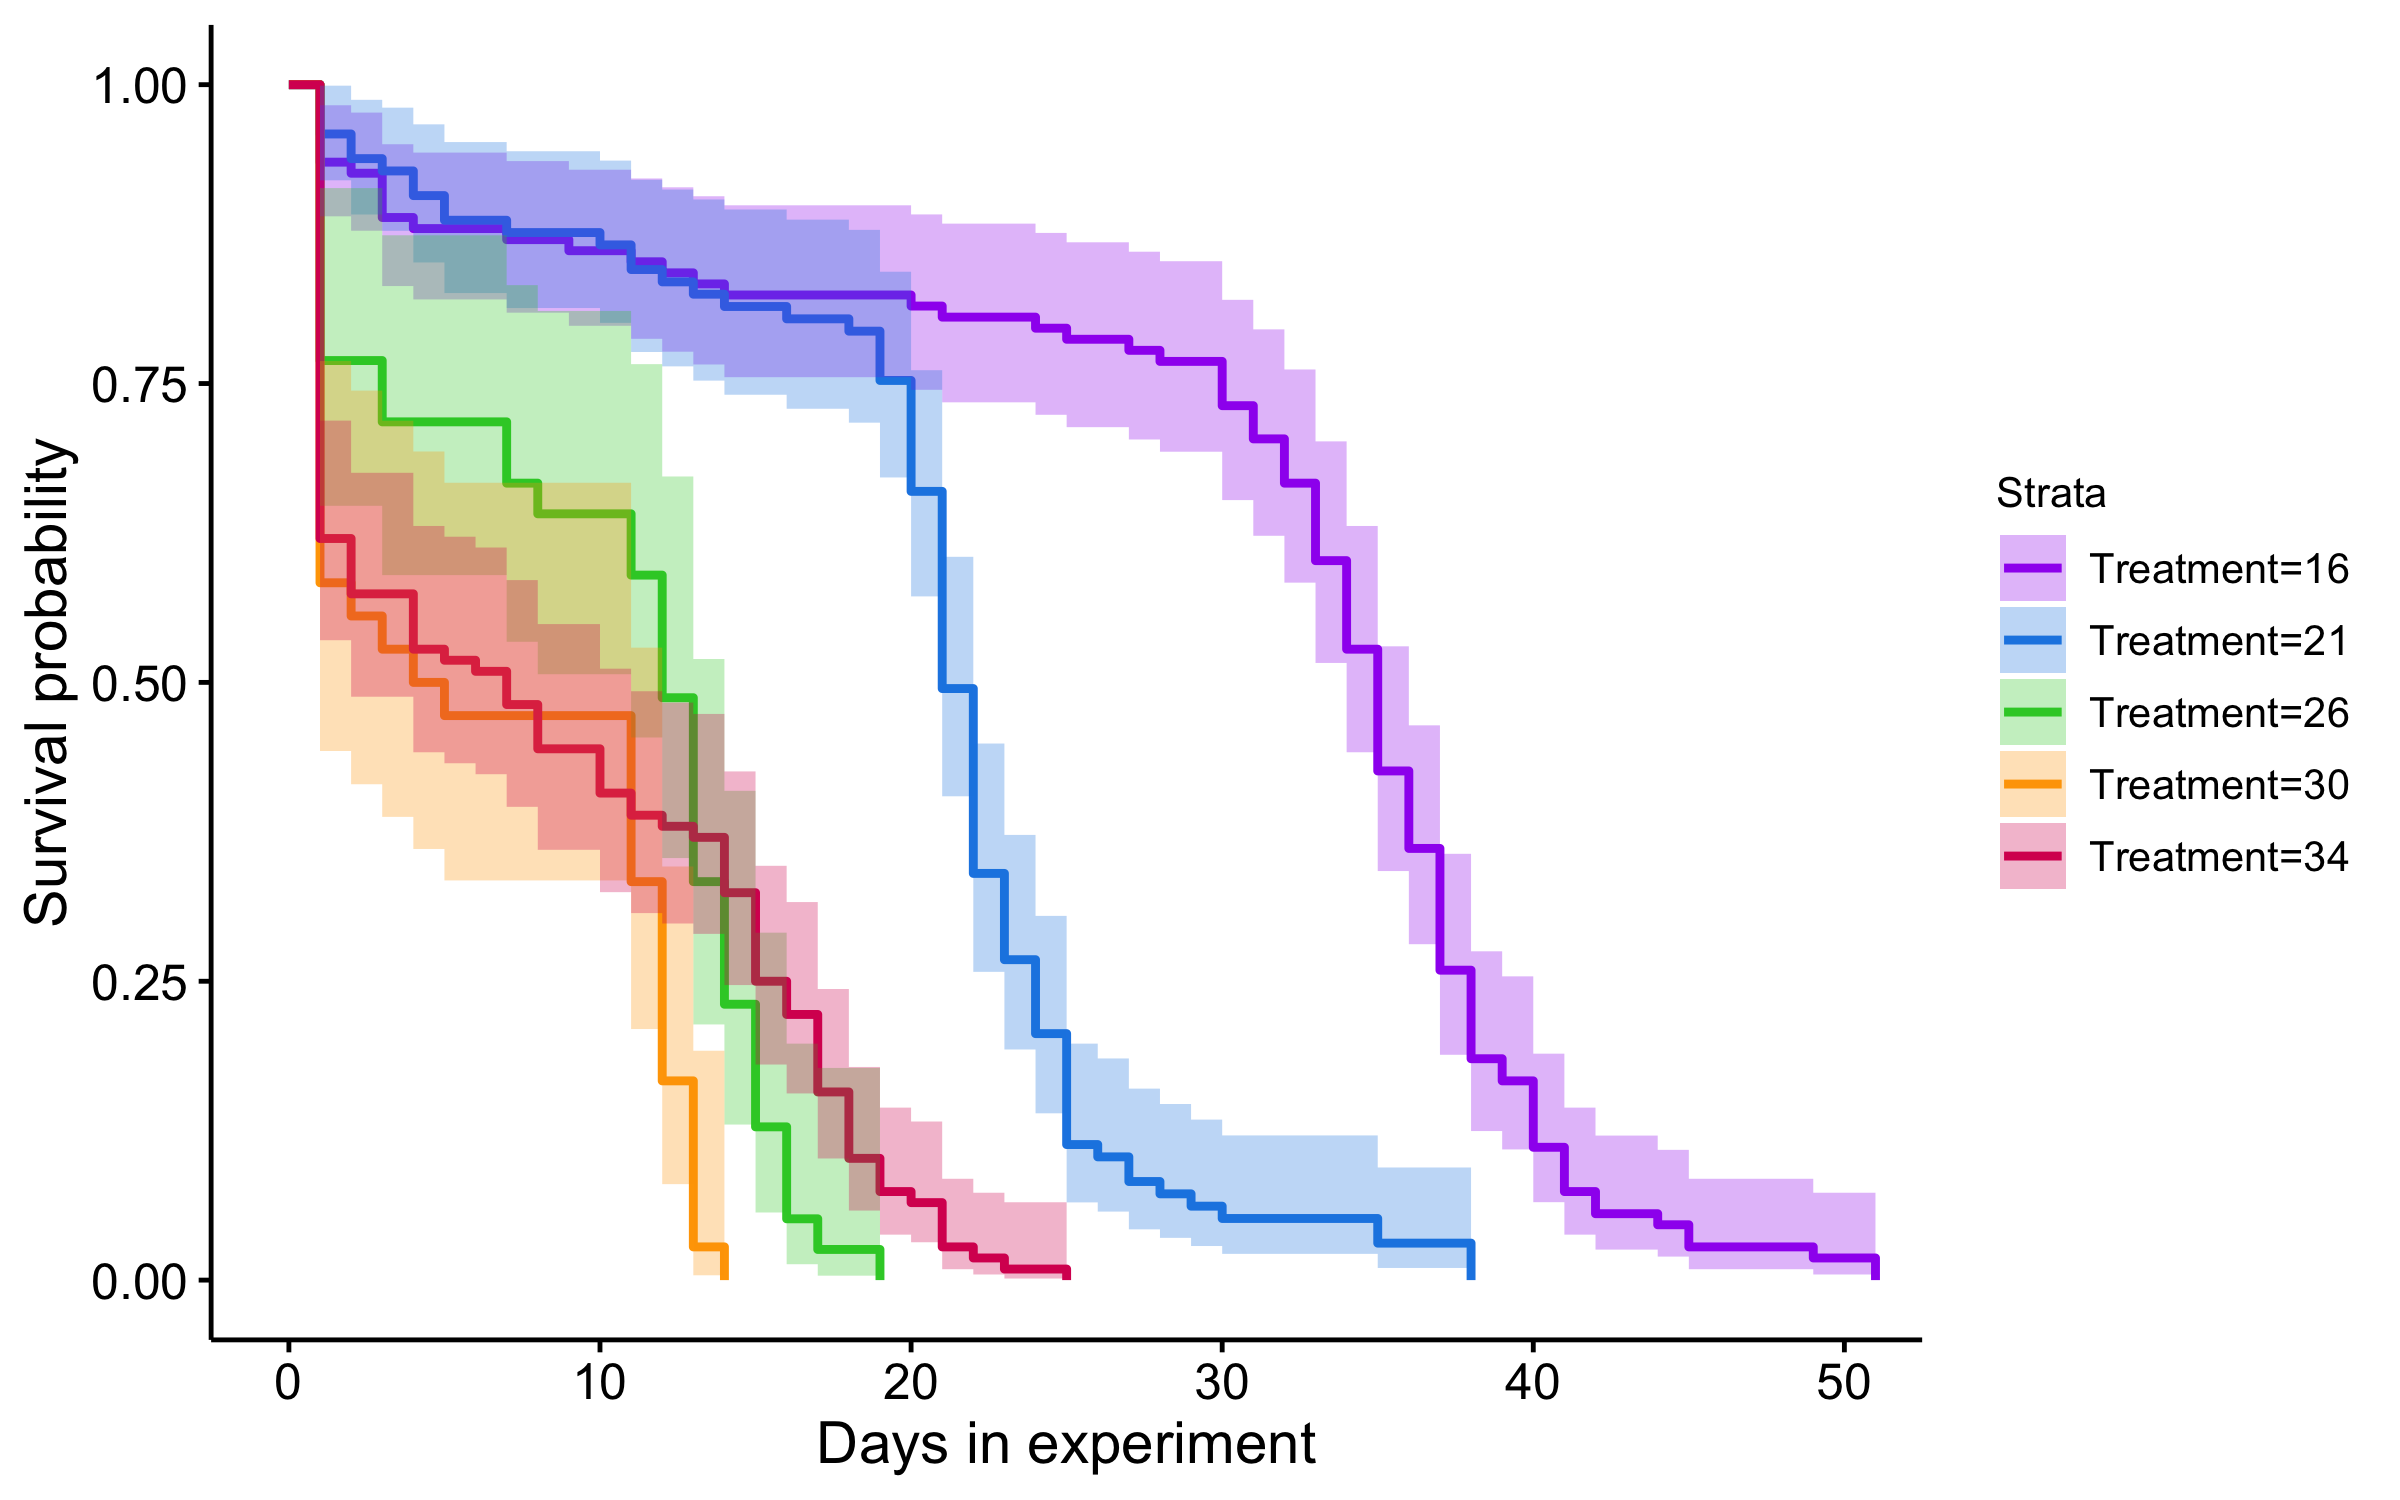 Survival probability
1.00
0.75
0.50
0.25
0.00
0 10 20 30 40 50
Days in experiment
Strata
Treatment=16
Treatment=21
Treatment=26
Treatment=30
Treatment=34